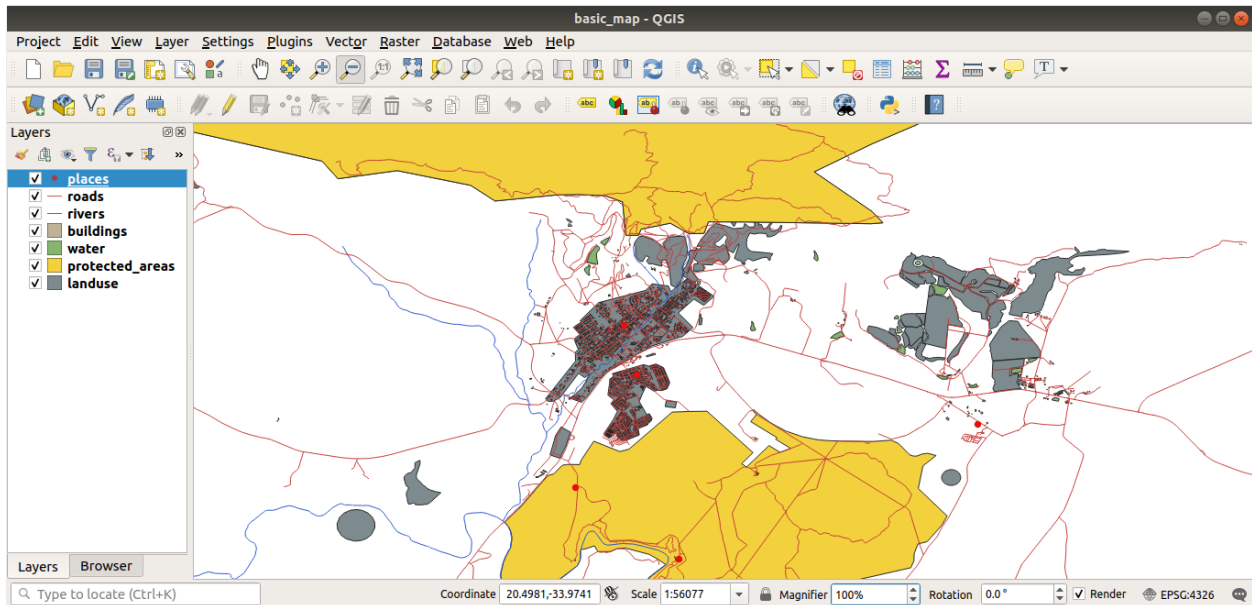 basic_map - QGIS
Project Edit View Layer Settings Plugins Vector Raster Database Web Help
Layers
places
roads
rivers
buildings
water
protected_areas
landuse
Layers Browser
Type to locate (Ctrl+K) Coordinate 20.4981,-33.9741 Scale 1:56077 Magnifier 100% Rotation 0.0° Render EPSG:4326